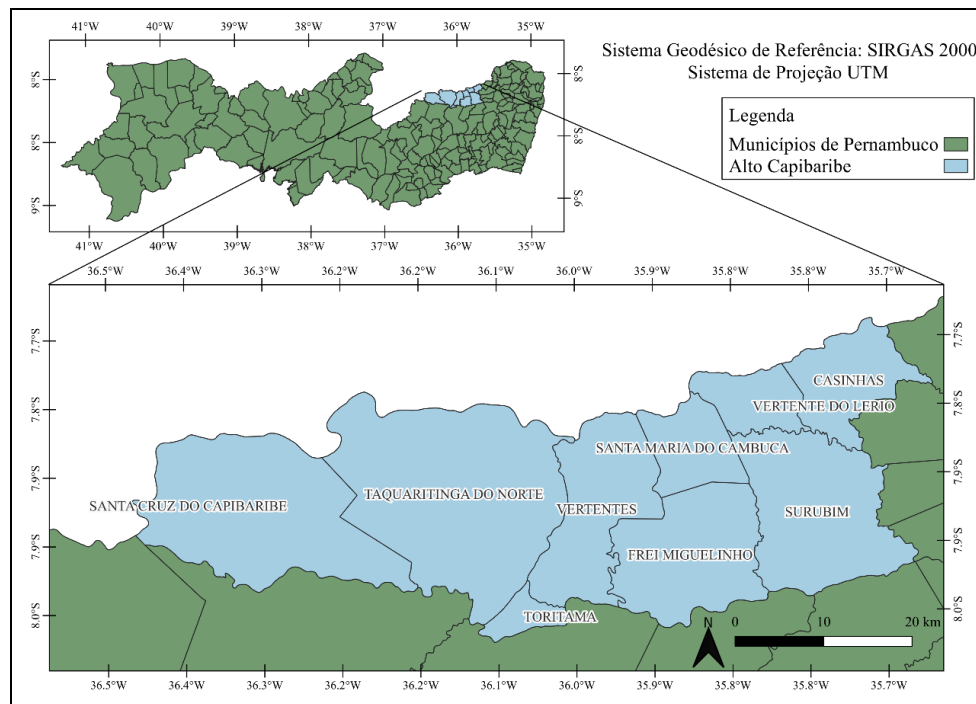 41°W 40°W 39°W 38°W 37°W 36°W 35°W
Sistema Geodésico de Referência: SIRGAS 2000
Sistema de Projeção UTM
8°S 8°S
8°S 8°S
9°S 9°S
41°W 40°W 39°W 38°W 37°W 36°W 35°W
Legenda
Municípios de Pernambuco
Alto Capibaribe
36.5°W 36.4°W 36.3°W 36.2°W 36.2°W 36.1°W 36.0°W 35.9°W 35.8°W 35.8°W 35.7°W
7.7°S 7.7°S
CASINHAS
7.8°S VERTENTE DO LERIO 7.8°S
SANTA MARIA DO CAMBUCA
7.9°S 7.9°S
TAQUARITINGA DO NORTE
SANTA CRUZ DO CAPIBARIBE VERTENTES SURUBIM
7.9°S FREI MIGUELINHO 7.9°S
8.0°S TORITAMA 8.0°S
N 0 10 20 km
36.5°W 36.4°W 36.3°W 36.2°W 36.2°W 36.1°W 36.0°W 35.9°W 35.8°W 35.8°W 35.7°W